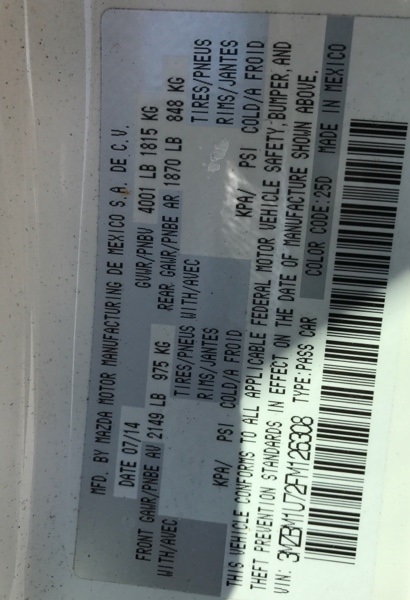 MFD. BY MAZDA MOTOR MANUFACTURING DE MEXICO S.A. DE C.V.
DATE 07/14 GVWR/PNBV 4001 LB 1815 KG
FRONT GAWR/PNBE AV 2149 LB 975 KG REAR GAWR/PNBE AR 1870 LB 848 KG
WITH/AVEC TIRES/PNEUS WITH/AVEC TIRES/PNEUS
RIMS/JANTES RIMS/JANTES
KPA/ PSI COLD/A FROID KPA/ PSI COLD/A FROID
THIS VEHICLE CONFORMS TO ALL APPLICABLE FEDERAL MOTOR VEHICLE SAFETY, BUMPER, AND
THEFT PREVENTION STANDARDS IN EFFECT ON THE DATE OF MANUFACTURE SHOWN ABOVE.
VIN: 3MZBM1U72FM126308 TYPE:PASS CAR COLOR CODE:25D MADE IN MEXICO